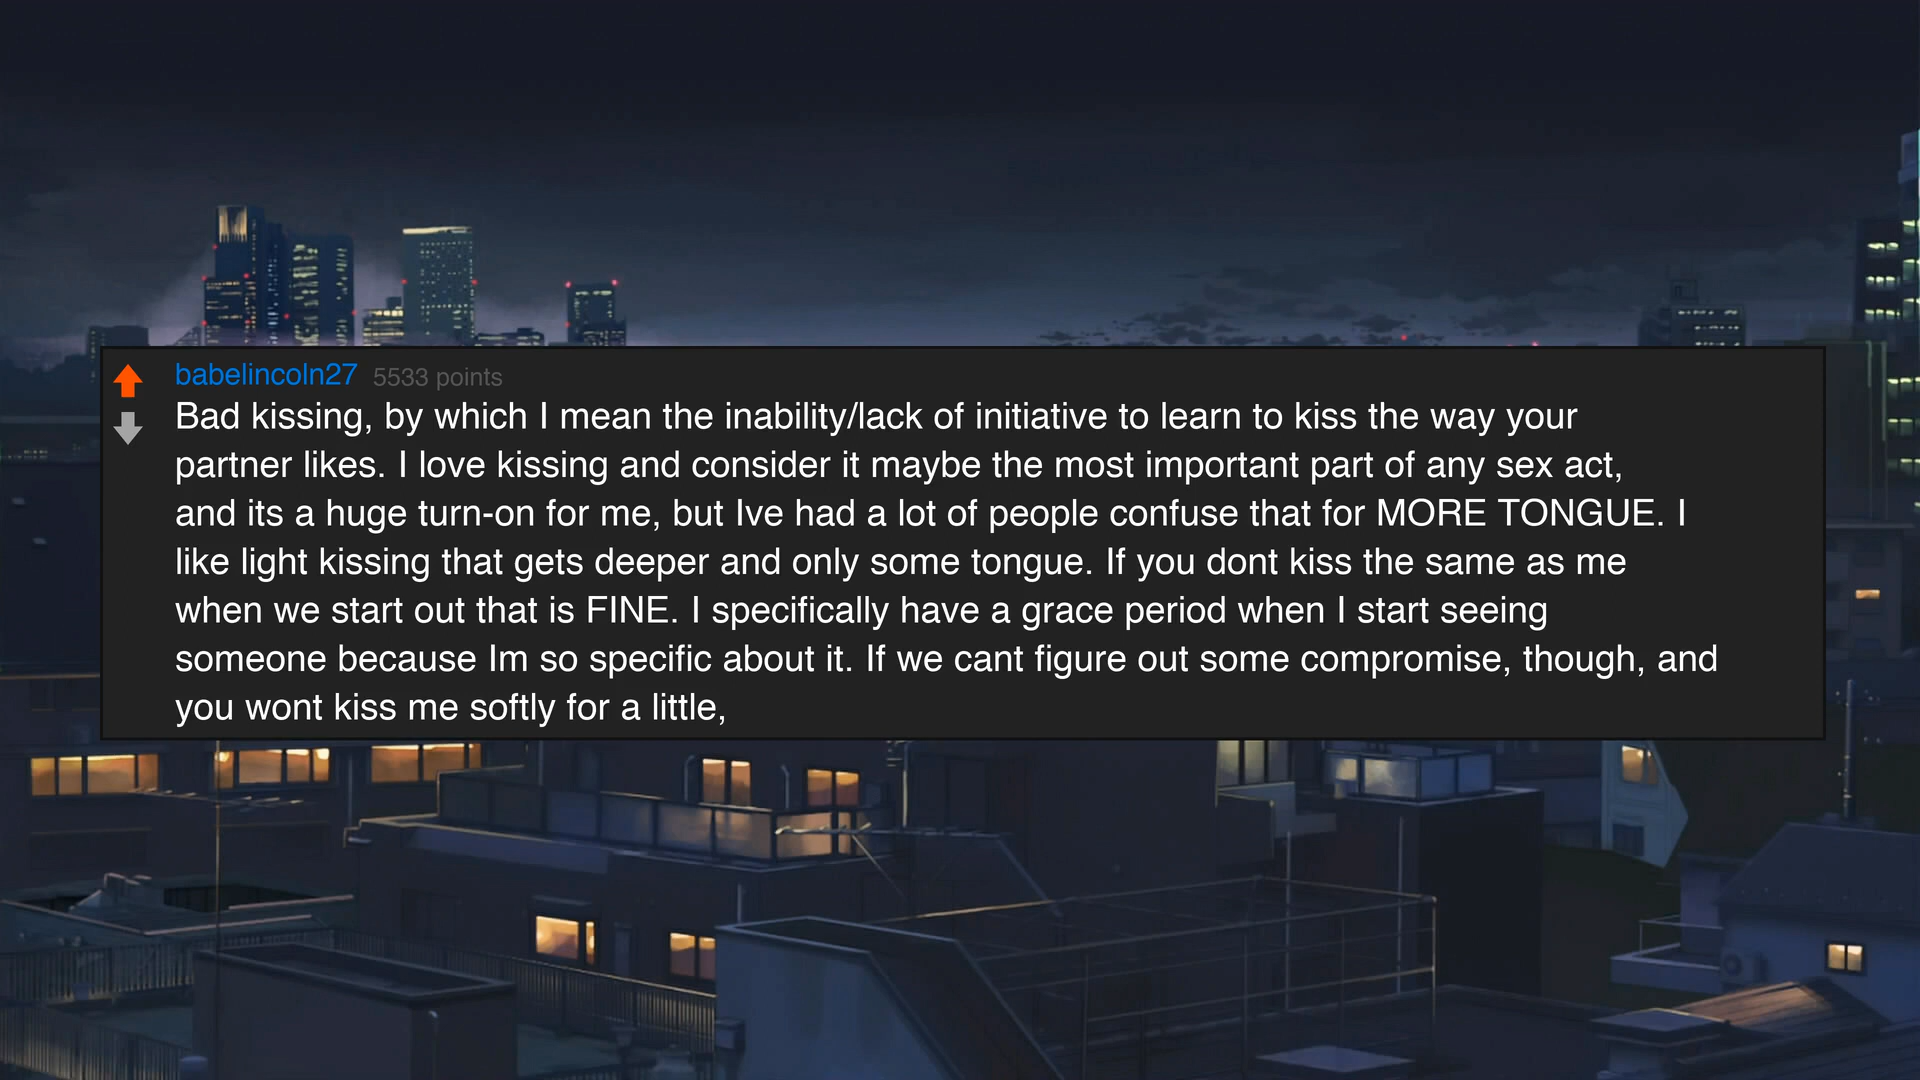 babelincoln27 5533 points
Bad kissing, by which I mean the inability/lack of initiative to learn to kiss the way your
partner likes. I love kissing and consider it maybe the most important part of any sex act,
and its a huge turn-on for me, but Ive had a lot of people confuse that for MORE TONGUE. I
like light kissing that gets deeper and only some tongue. If you dont kiss the same as me
when we start out that is FINE. I specifically have a grace period when I start seeing
someone because Im so specific about it. If we cant figure out some compromise, though, and
you wont kiss me softly for a little,